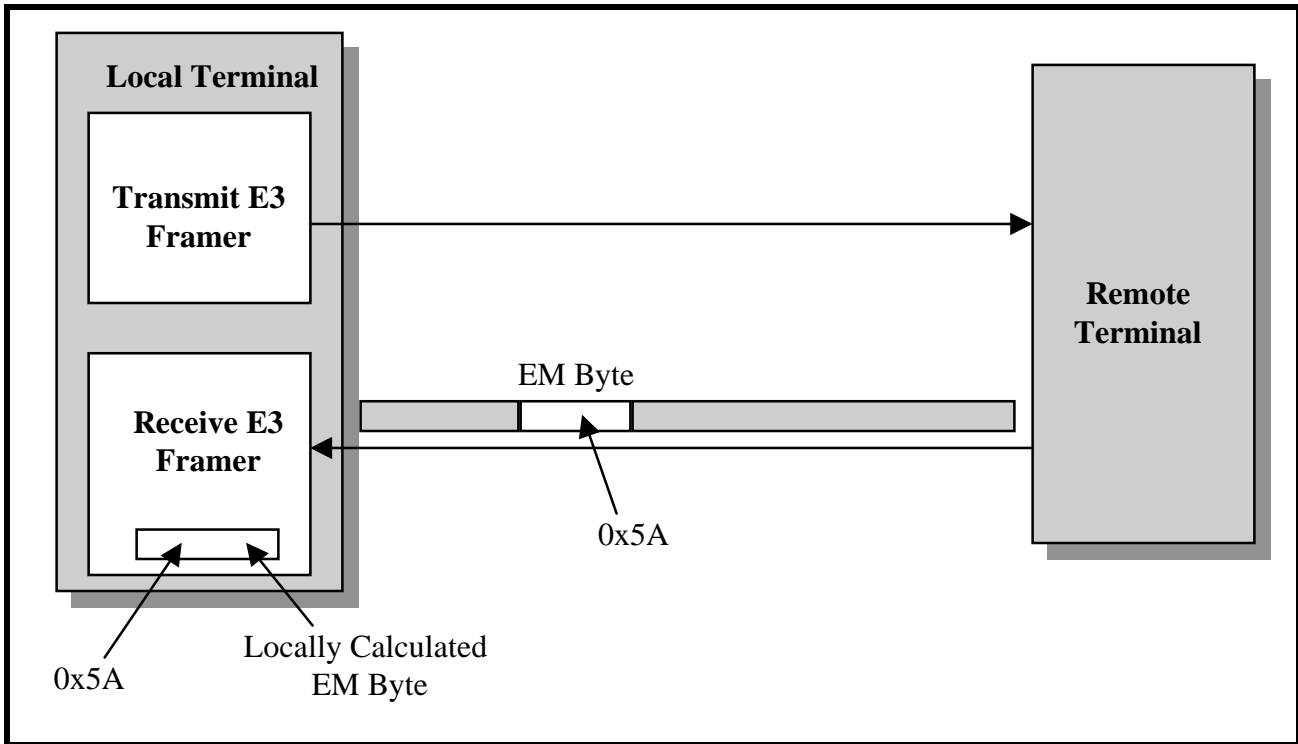 Local Terminal
Transmit E3
Framer
Remote
Terminal
EM Byte
Receive E3
Framer
0x5A
Locally Calculated
EM Byte
0x5A